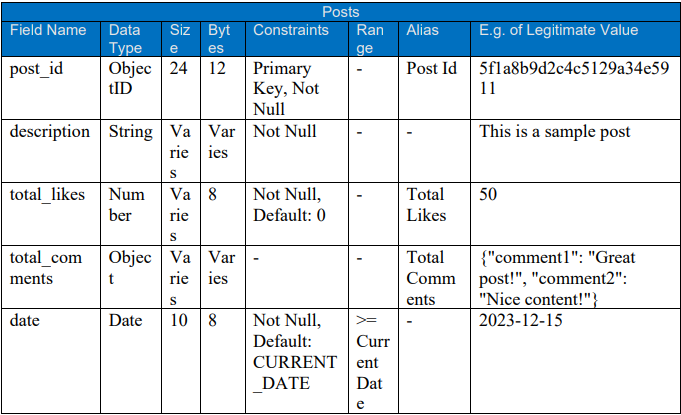 Posts
Field Name Data Type Size Bytes Constraints Range Alias E.g. of Legitimate Value
post_id ObjectID 24 12 Primary Key, Not Null - Post Id 5f1a8b9d2c4c5129a34e5911
description String Varies Varies Not Null - - This is a sample post
total_likes Number Varies 8 Not Null, Default: 0 - Total Likes 50
total_comments Object Varies Varies - - Total Comments {"comment1": "Great post!", "comment2": "Nice content!"}
date Date 10 8 Not Null, Default: CURRENT_DATE >= Current Date - 2023-12-15